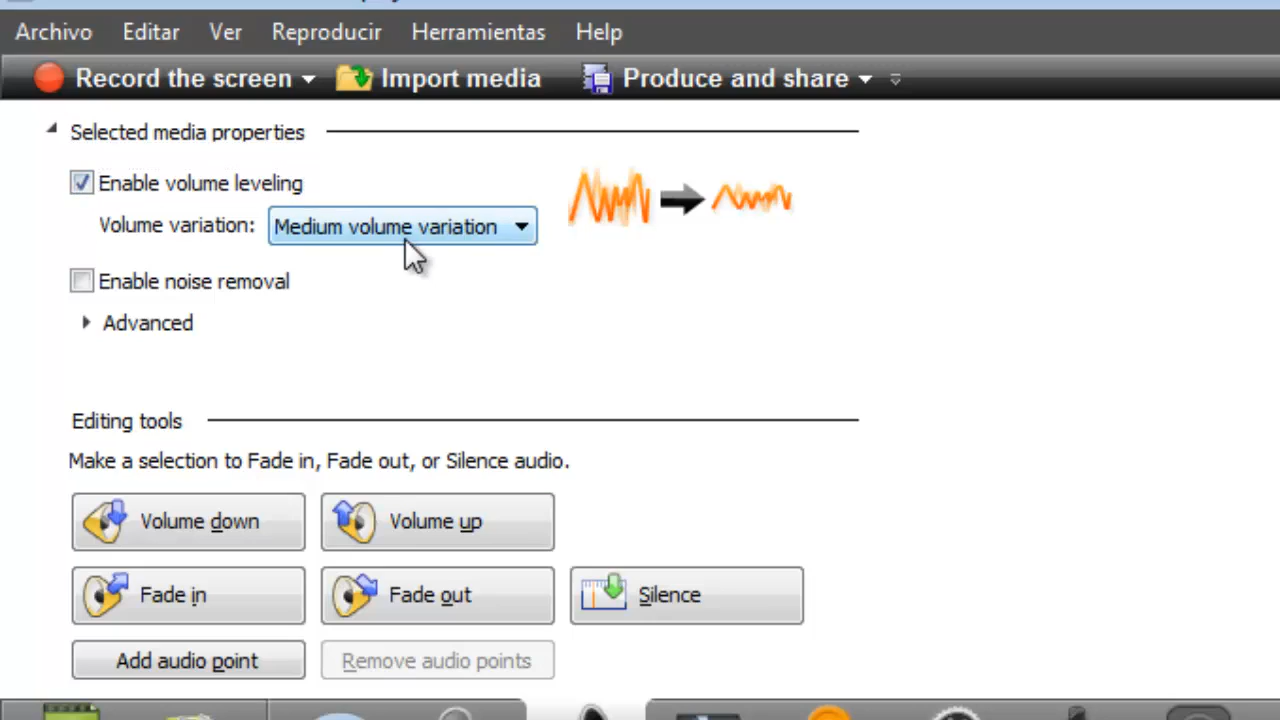 Archivo Editar Ver Reproducir Herramientas Help
Record the screen Import media Produce and share
Selected media properties
Enable volume leveling
Volume variation: Medium volume variation
Enable noise removal
Advanced
Editing tools
Make a selection to Fade in, Fade out, or Silence audio.
Volume down Volume up
Fade in Fade out Silence
Add audio point Remove audio points